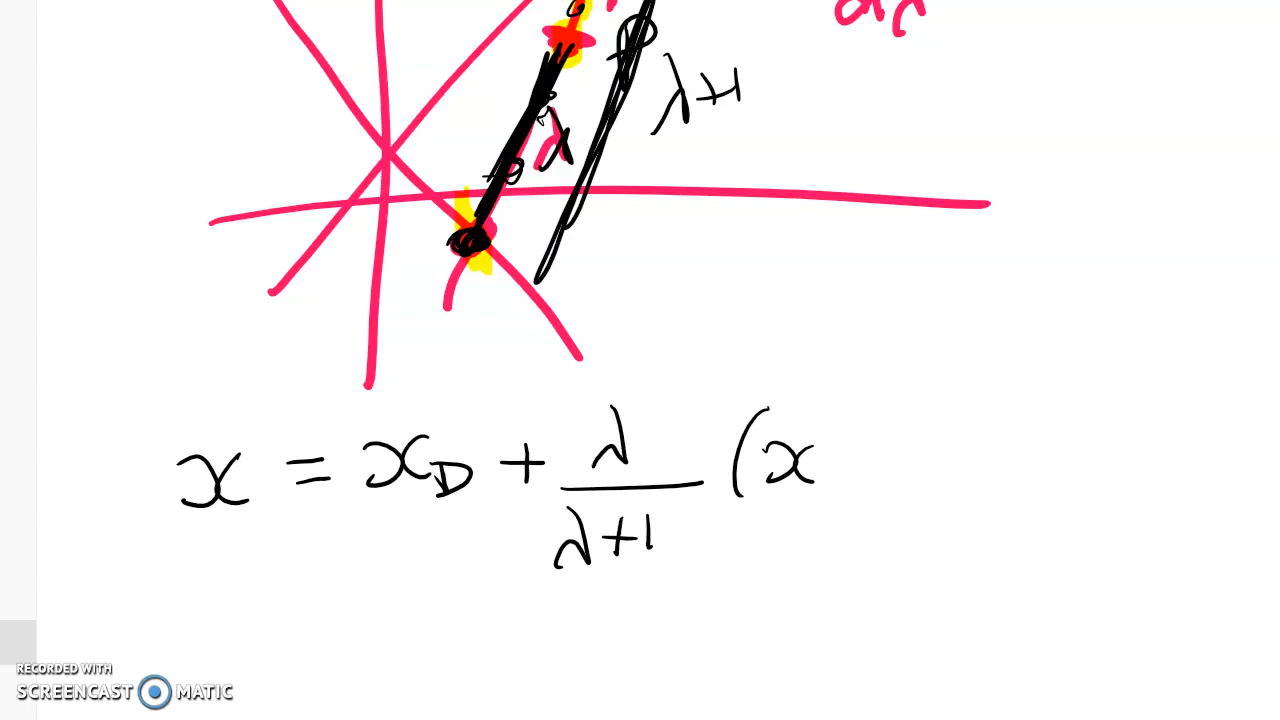 λ+1
λ
x = x_D + λ/(λ+1) (x
RECORDED WITH
SCREENCAST MATIC